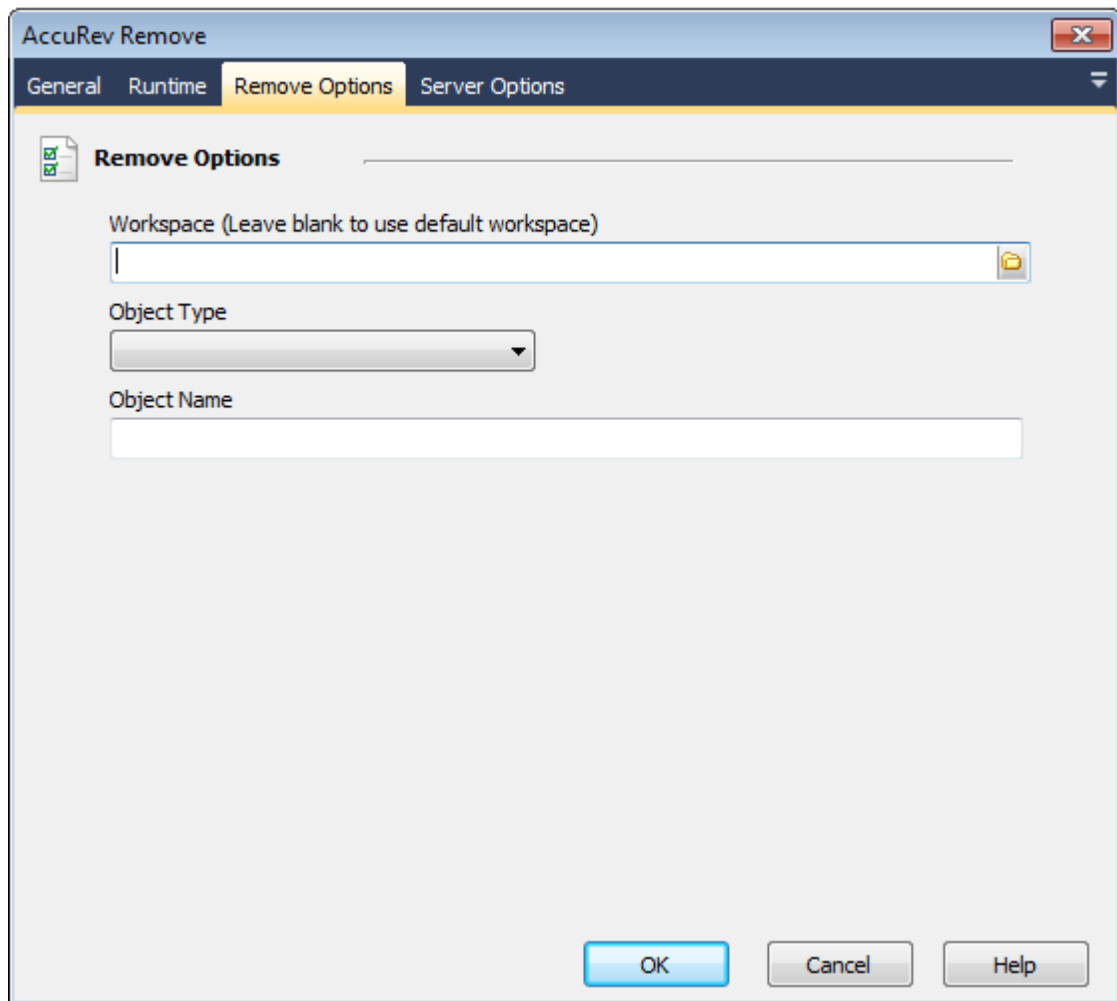 AccuRev Remove
General Runtime Remove Options Server Options
Remove Options
Workspace (Leave blank to use default workspace)
Object Type
Object Name
OK Cancel Help